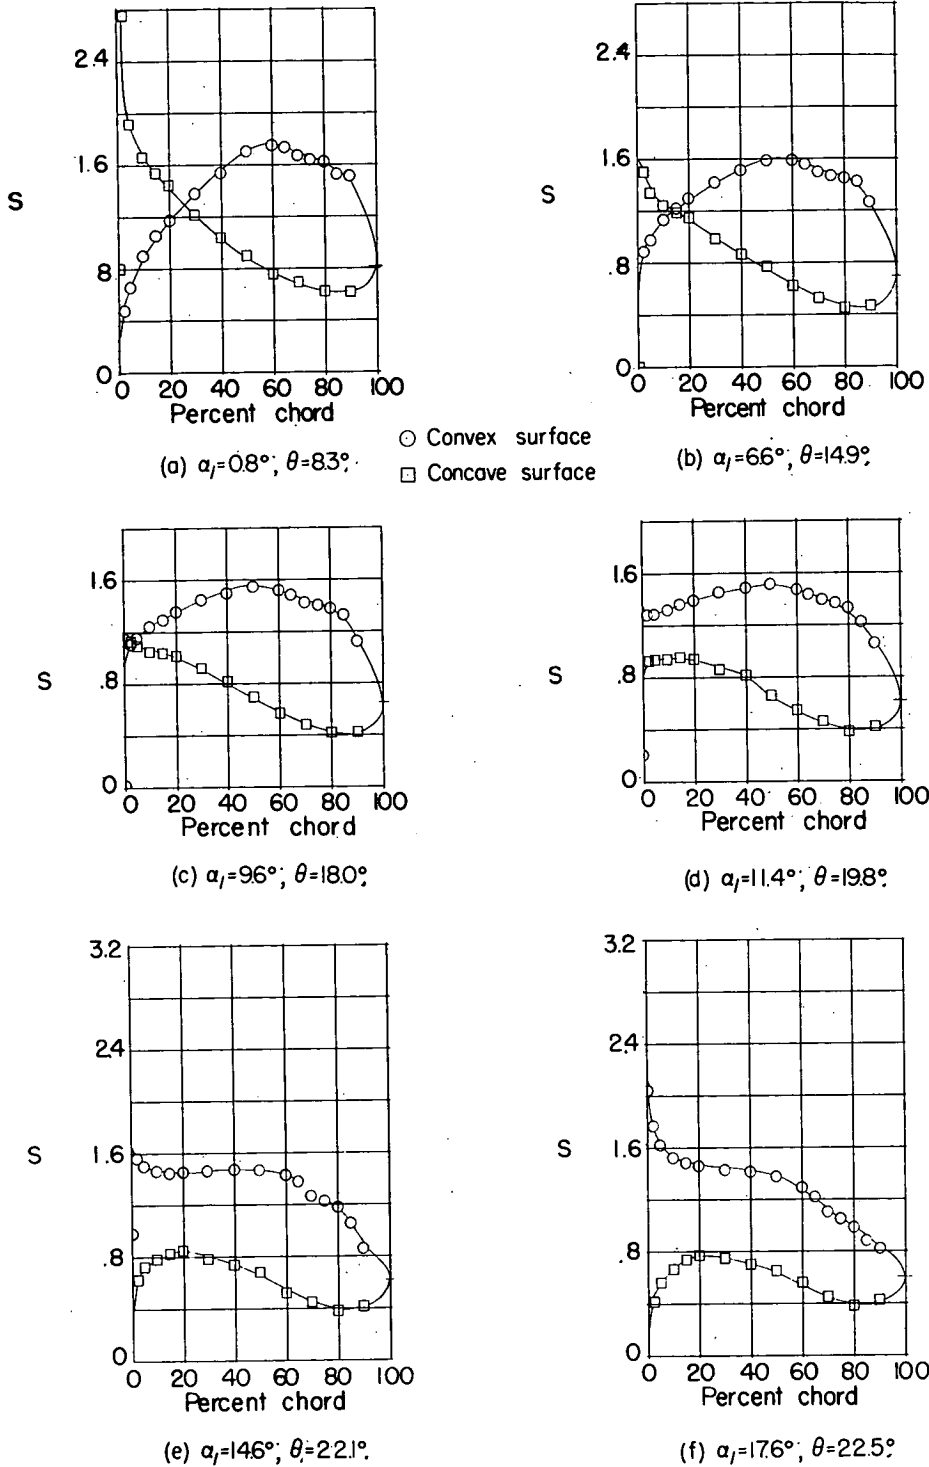 2.4
1.6
S
.8
0
0 20 40 60 80 100
Percent chord
(a) α₁=0.8°; θ=8.3°.
2.4
1.6
S
.8
0
0 20 40 60 80 100
Percent chord
(b) α₁=6.6°; θ=14.9°.
Convex surface
Concave surface
1.6
S
.8
0
0 20 40 60 80 100
Percent chord
(c) α₁=9.6°; θ=18.0°.
1.6
S
.8
0
0 20 40 60 80 100
Percent chord
(d) α₁=11.4°; θ=19.8°.
3.2
2.4
1.6
S
.8
0
0 20 40 60 80 100
Percent chord
(e) α₁=14.6°; θ=22.1°.
3.2
2.4
1.6
S
.8
0
0 20 40 60 80 100
Percent chord
(f) α₁=17.6°; θ=22.5°.